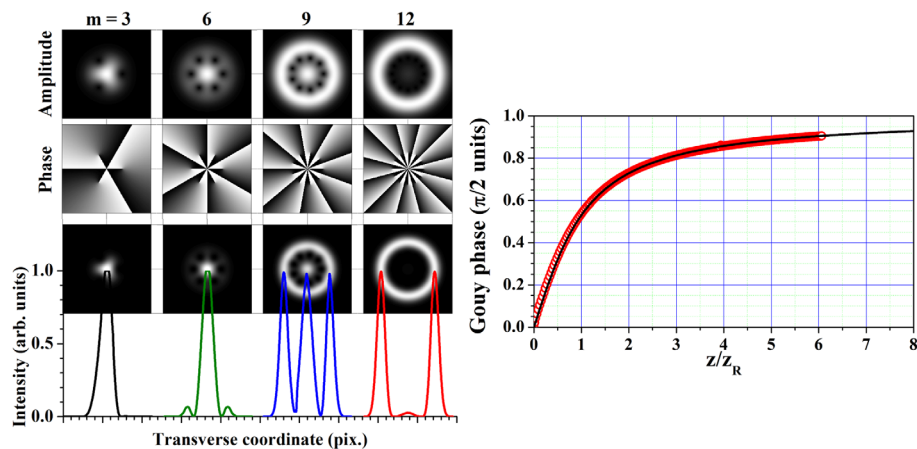 m = 3 6 9 12
Amplitude
Phase
Intensity (arb. units)
1.0
0.5
0.0
Transverse coordinate (pix.)
Gouy phase (π/2 units)
1.0
0.8
0.6
0.4
0.2
0.0
0 1 2 3 4 5 6 7 8
z/zR